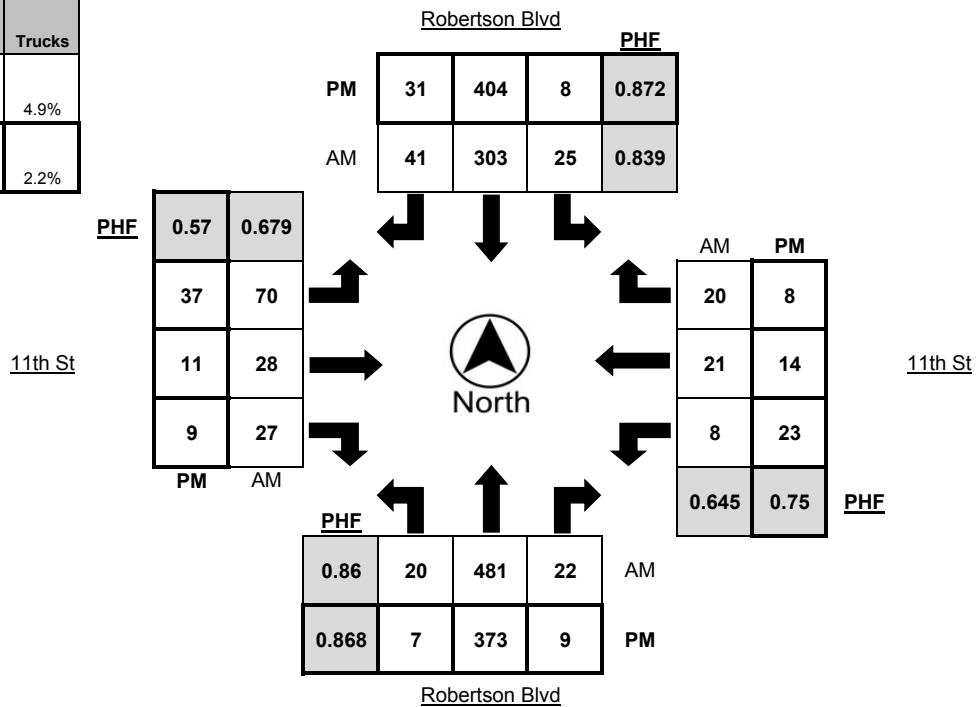 Robertson Blvd
Trucks
PHF
PM 31 404 8 0.872
4.9%
AM 41 303 25 0.839
2.2%
PHF 0.57 0.679
AM PM
37 70
20 8
11th St 11 28
21 14 11th St
North
9 27
8 23
PM AM
0.645 0.75 PHF
PHF
0.86 20 481 22 AM
0.868 7 373 9 PM
Robertson Blvd